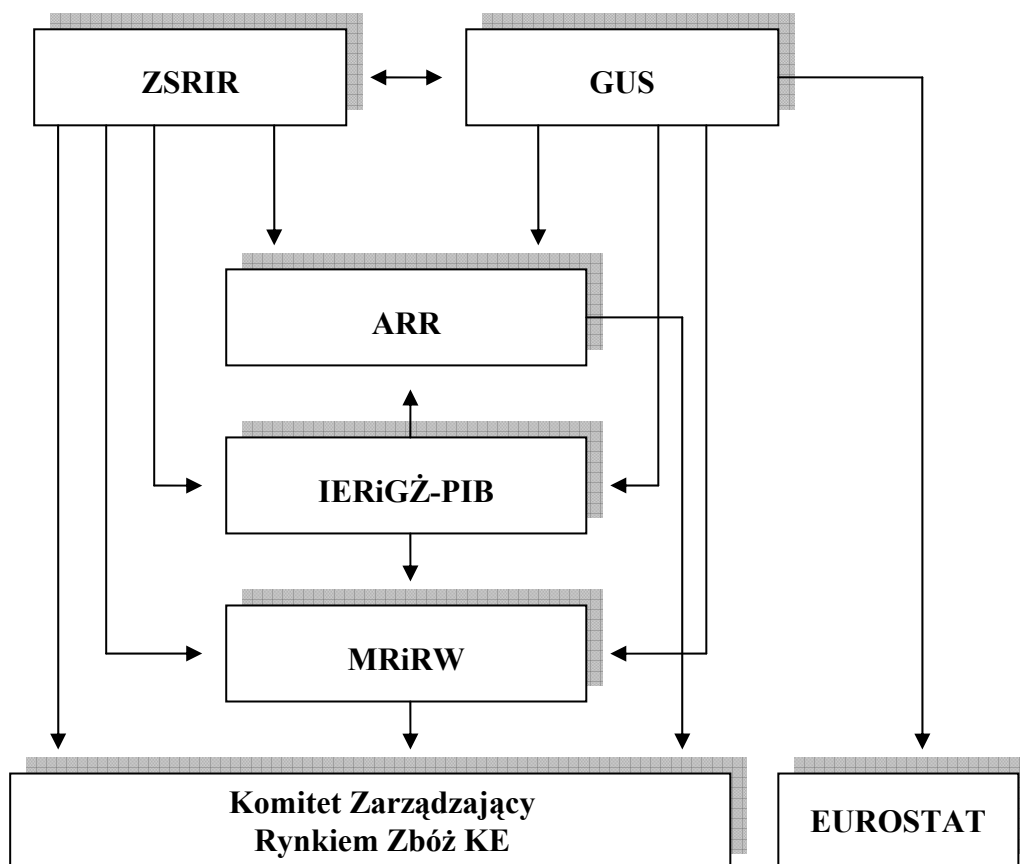 ZSRIR
GUS
ARR
IERiGŻ-PIB
MRiRW
Komitet Zarządzający
Rynkiem Zbóż KE
EUROSTAT